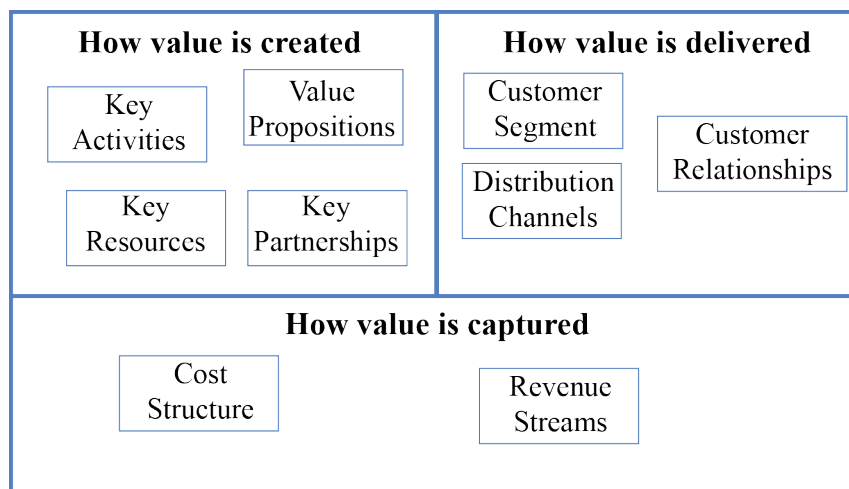 How value is created
Key
Activities
Value
Propositions
Key
Resources
Key
Partnerships
How value is delivered
Customer
Segment
Customer
Relationships
Distribution
Channels
How value is captured
Cost
Structure
Revenue
Streams